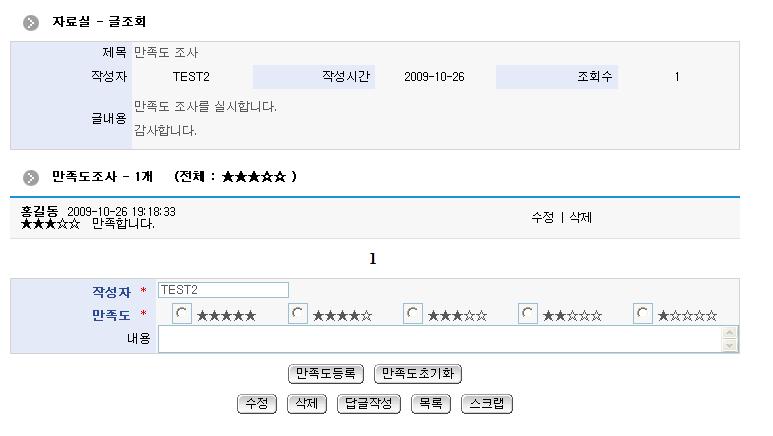 자료실 - 글조회
제목 만족도 조사
작성자 TEST2 작성시간 2009-10-26 조회수 1
글내용 만족도 조사를 실시합니다.
감사합니다.
만족도조사 - 1개 (전체 : ★★★☆☆ )
홍길동 2009-10-26 19:18:33
★★★☆☆ 만족합니다.
수정 | 삭제
1
작성자 * TEST2
만족도 * ★★★★★ ★★★★☆ ★★★☆☆ ★★☆☆☆ ★☆☆☆☆
내용
만족도등록 만족도초기화
수정 삭제 답글작성 목록 스크랩